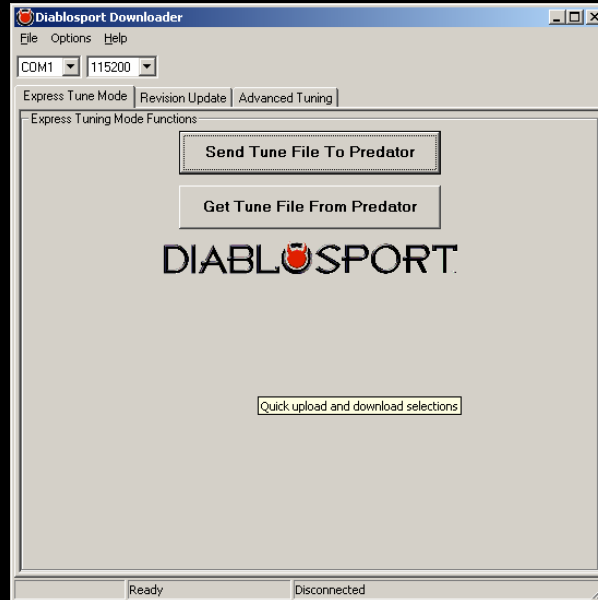 Diablosport Downloader
File Options Help
COM1 115200
Express Tune Mode Revision Update Advanced Tuning
Express Tuning Mode Functions
Send Tune File To Predator
Get Tune File From Predator
DIABLOSPORT
Quick upload and download selections
Ready Disconnected